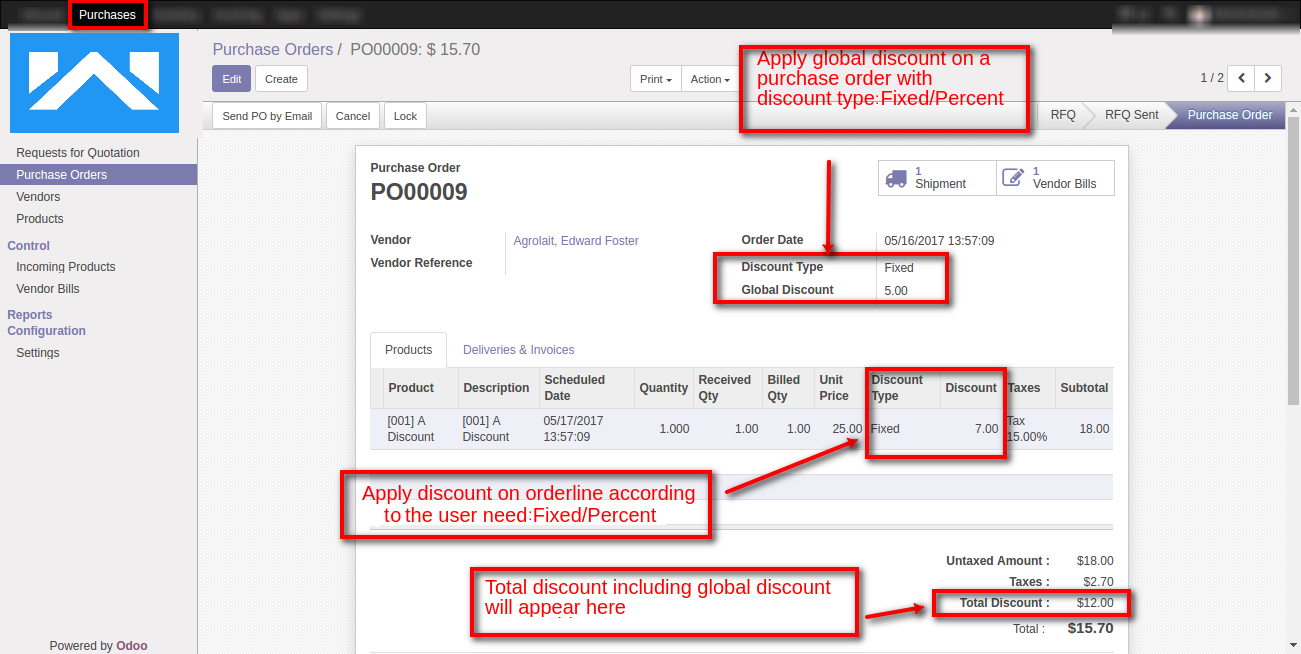 Purchases
Purchase Orders / PO00009: $ 15.70
Edit
Create
Print
Action
1 / 2
Apply global discount on a
purchase order with
discount type:Fixed/Percent
Send PO by Email
Cancel
Lock
RFQ
RFQ Sent
Purchase Order
Requests for Quotation
Purchase Orders
Vendors
Products
Control
Incoming Products
Vendor Bills
Reports
Configuration
Settings
Powered by Odoo
Purchase Order
PO00009
1
Shipment
1
Vendor Bills
Vendor
Agrolait, Edward Foster
Vendor Reference
Order Date
05/16/2017 13:57:09
Discount Type
Fixed
Global Discount
5.00
Products
Deliveries & Invoices
Product
Description
Scheduled
Date
Quantity
Received
Qty
Billed
Qty
Unit
Price
Discount
Type
Discount
Taxes
Subtotal
[001] A
Discount
[001] A
Discount
05/17/2017
13:57:09
1.000
1.00
1.00
25.00
Fixed
7.00
Tax
15.00%
18.00
Apply discount on orderline according
to the user need:Fixed/Percent
Total discount including global discount
will appear here
Untaxed Amount : $18.00
Taxes : $2.70
Total Discount : $12.00
Total : $15.70